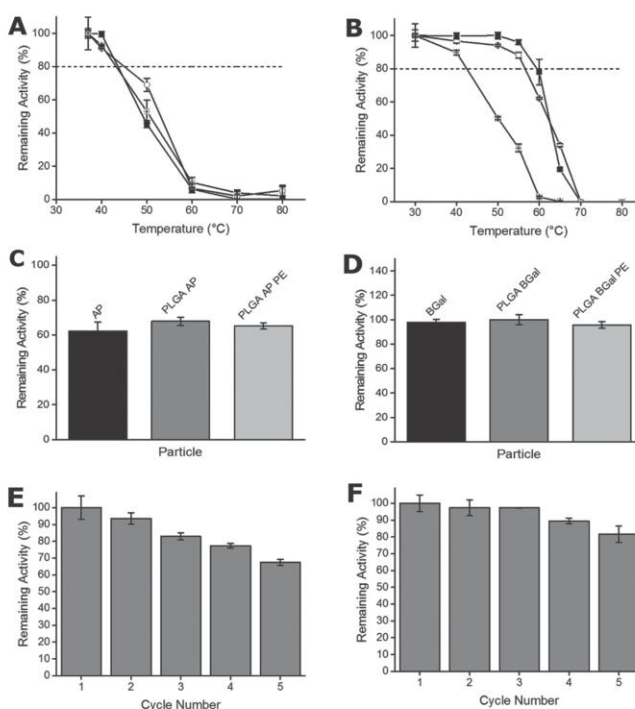 A
Remaining Activity (%)
100
80
60
40
20
0
30
40
50
60
70
80
Temperature (°C)
B
Remaining Activity (%)
100
80
60
40
20
0
30
40
50
60
70
80
Temperature (°C)
C
Remaining Activity (%)
100
80
60
40
20
0
AP
PLGA AP
PLGA AP PE
Particle
D
Remaining Activity (%)
140
120
100
80
60
40
20
0
BGal
PLGA BGal
PLGA BGal PE
Particle
E
Remaining Activity (%)
100
90
80
70
60
50
40
30
20
10
0
1
2
3
4
5
Cycle Number
F
Remaining Activity (%)
100
80
60
40
20
0
1
2
3
4
5
Cycle Number